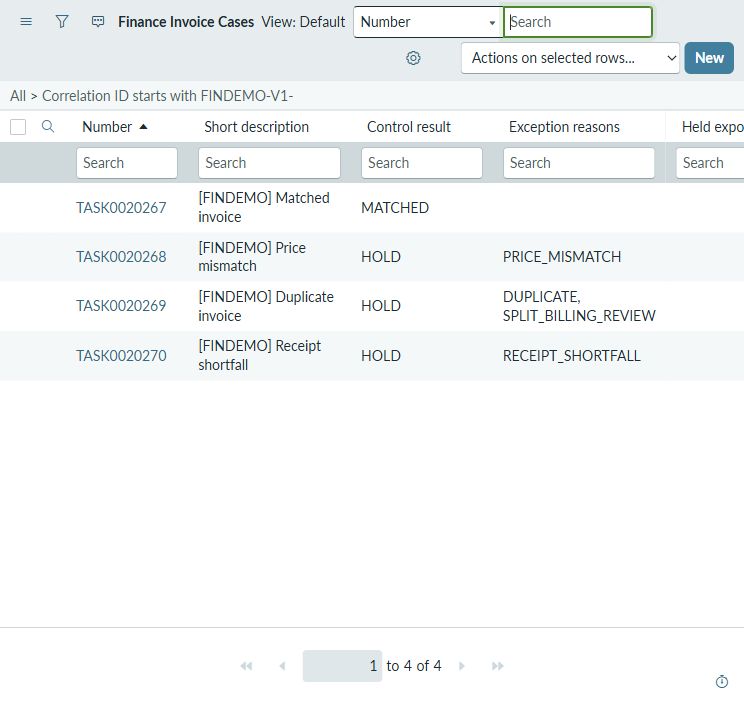 Finance Invoice Cases View: Default Number Search
Actions on selected rows... New
All > Correlation ID starts with FINDEMO-V1-
Number Short description Control result Exception reasons Held expo
Search Search Search Search Search
TASK0020267 [FINDEMO] Matched invoice MATCHED
TASK0020268 [FINDEMO] Price mismatch HOLD PRICE_MISMATCH
TASK0020269 [FINDEMO] Duplicate invoice HOLD DUPLICATE, SPLIT_BILLING_REVIEW
TASK0020270 [FINDEMO] Receipt shortfall HOLD RECEIPT_SHORTFALL
1 to 4 of 4